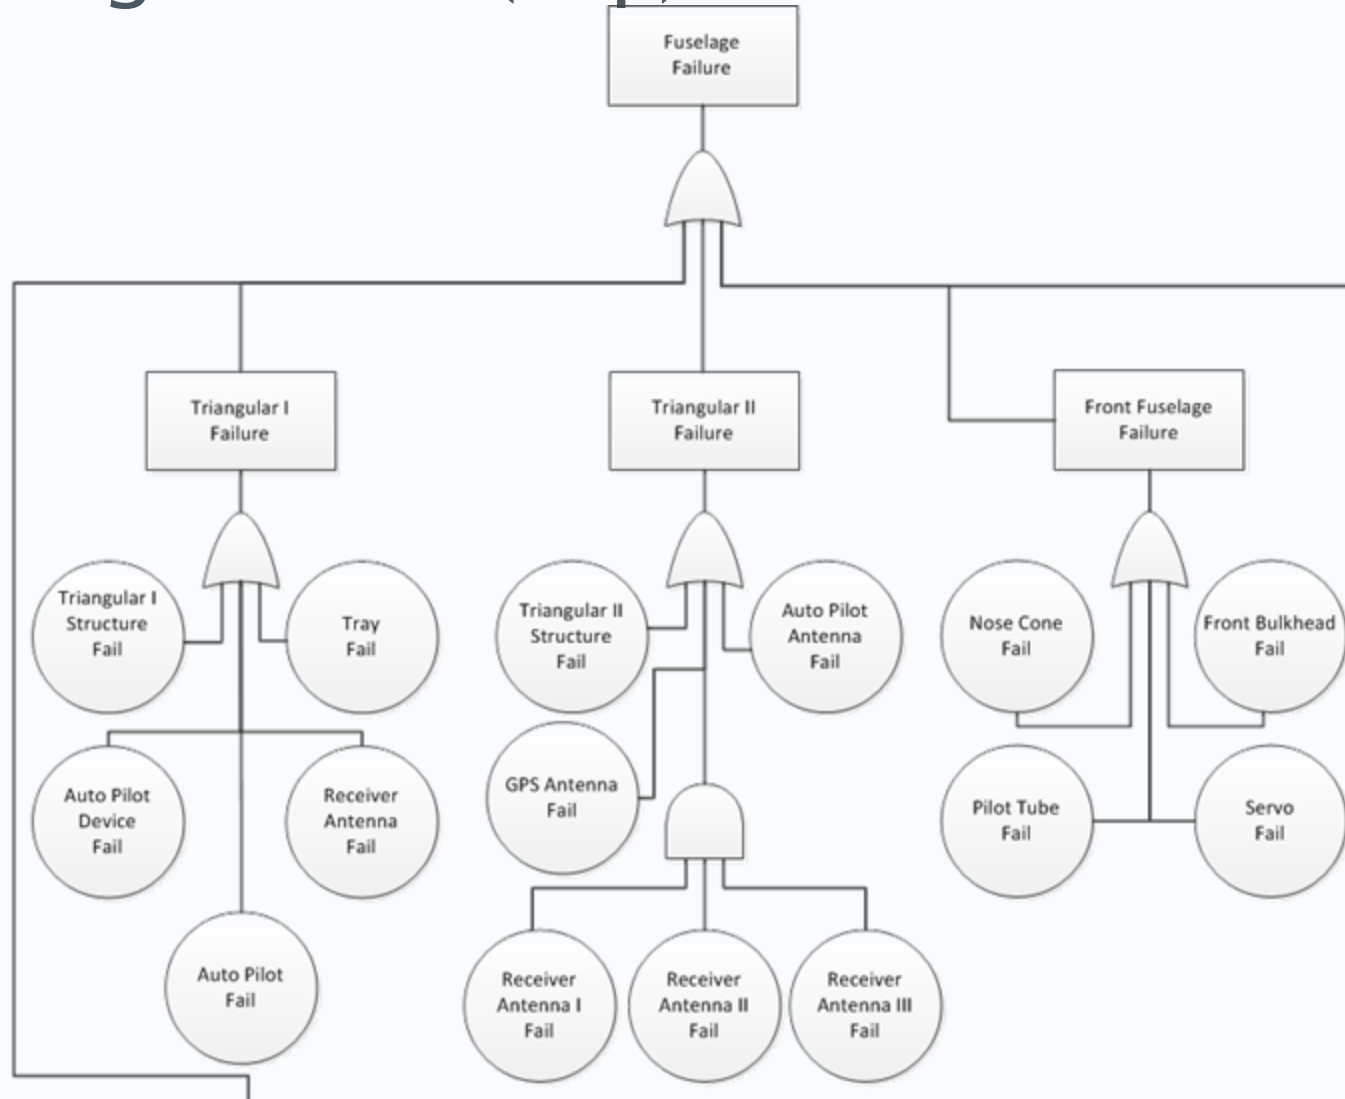 Fuselage
Failure
Triangular I
Failure
Triangular II
Failure
Front Fuselage
Failure
Triangular I
Structure
Fail
Tray
Fail
Triangular II
Structure
Fail
Auto Pilot
Antenna
Fail
Nose Cone
Fail
Front Bulkhead
Fail
Auto Pilot
Device
Fail
Receiver
Antenna
Fail
GPS Antenna
Fail
Pilot Tube
Fail
Servo
Fail
Auto Pilot
Fail
Receiver
Antenna I
Fail
Receiver
Antenna II
Fail
Receiver
Antenna III
Fail